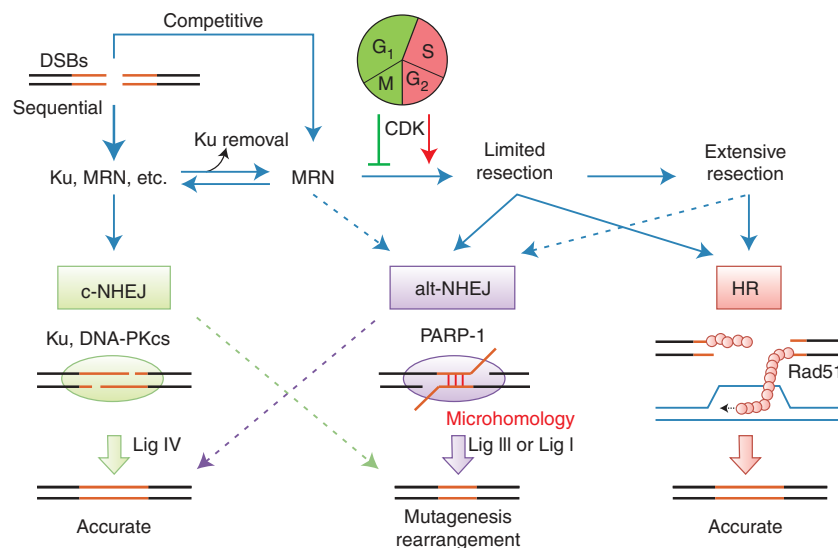 Competitive
DSBs
G1
S
M
G2
Sequential
Ku removal
CDK
Ku, MRN, etc.
MRN
Limited
resection
Extensive
resection
c-NHEJ
alt-NHEJ
HR
Ku, DNA-PKcs
PARP-1
Rad51
Microhomology
Lig IV
Lig III or Lig I
Accurate
Mutagenesis
rearrangement
Accurate